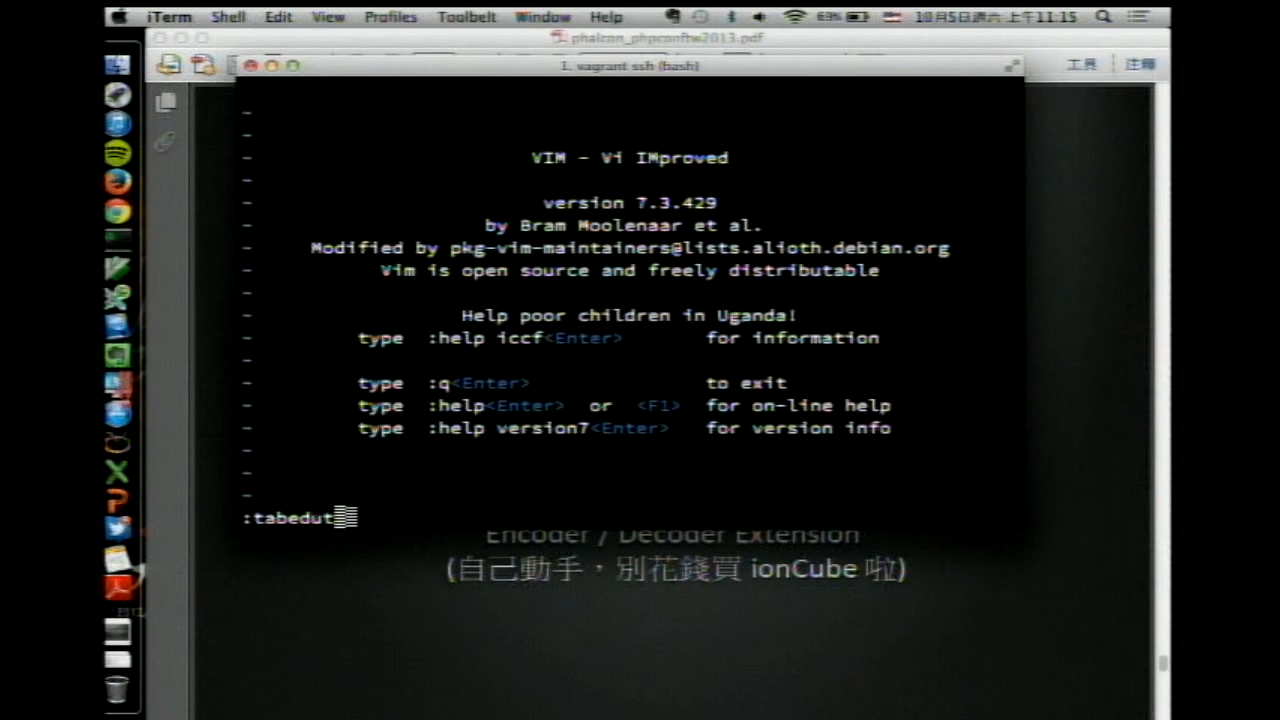 iTerm Shell Edit View Profiles Toolbelt Window Help 69% 10月5日週六 上午11:15
phalcon_phpconftw2013.pdf
1. vagrant ssh (bash)
工具 注釋
~
~
~ VIM - Vi IMproved
~
~ version 7.3.429
~ by Bram Moolenaar et al.
~ Modified by pkg-vim-maintainers@lists.alioth.debian.org
~ Vim is open source and freely distributable
~
~ Help poor children in Uganda!
~ type :help iccf<Enter> for information
~
~ type :q<Enter> to exit
~ type :help<Enter> or <F1> for on-line help
~ type :help version7<Enter> for version info
~
~
~
:tabedut
Encoder / Decoder Extension
(自己動手，別花錢買 ionCube 啦)